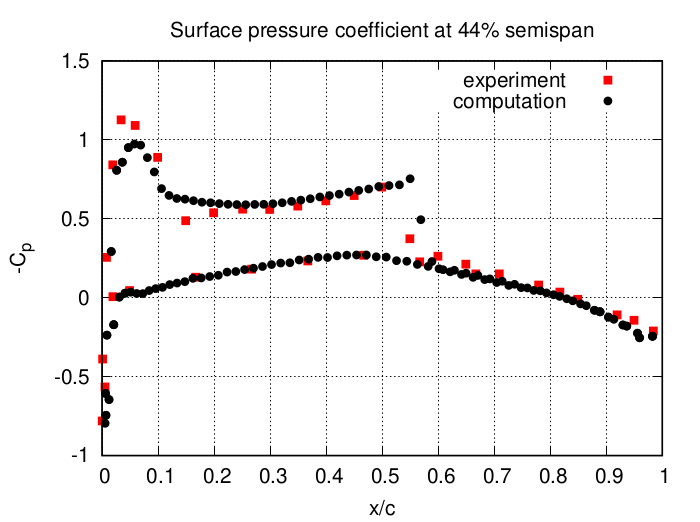 Surface pressure coefficient at 44% semispan
1.5
experiment
computation
1
0.5
-Cp
0
-0.5
-1
0 0.1 0.2 0.3 0.4 0.5 0.6 0.7 0.8 0.9 1
x/c